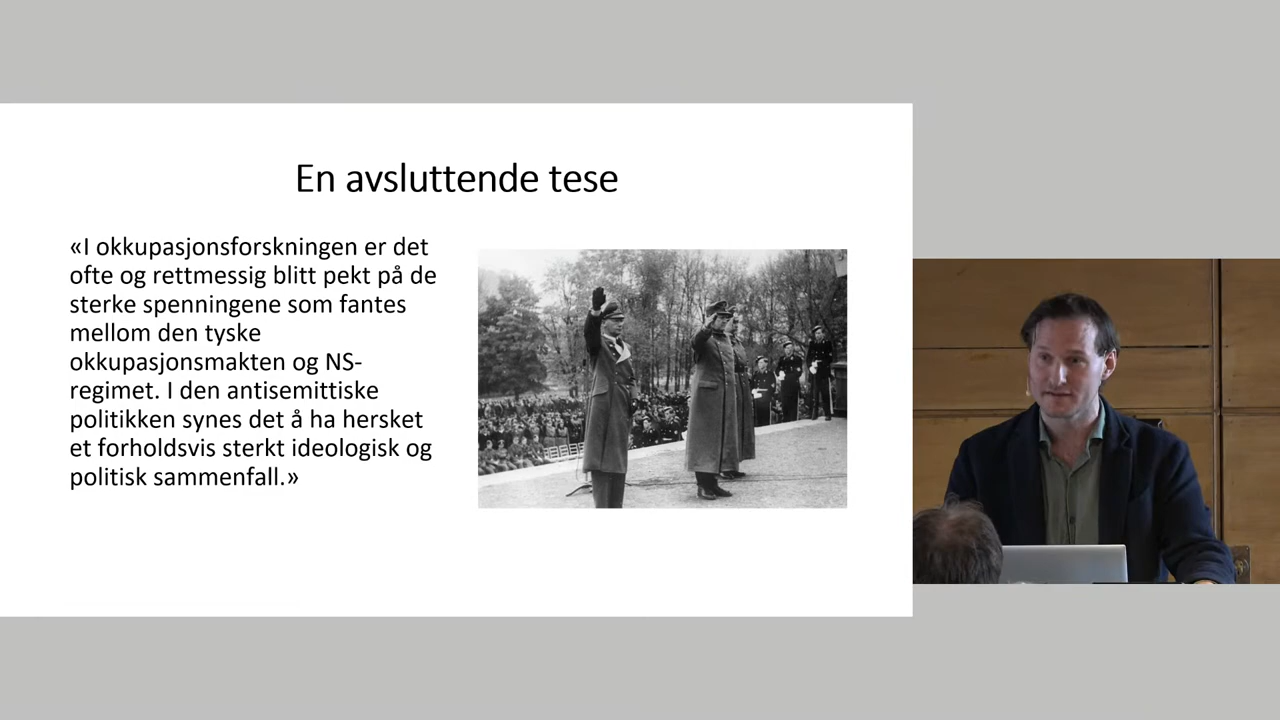 En avsluttende tese
«I okkupasjonsforskningen er det
ofte og rettmessig blitt pekt på de
sterke spenningene som fantes
mellom den tyske
okkupasjonsmakten og NS-
regimet. I den antisemittiske
politikken synes det å ha hersket
et forholdsvis sterkt ideologisk og
politisk sammenfall.»